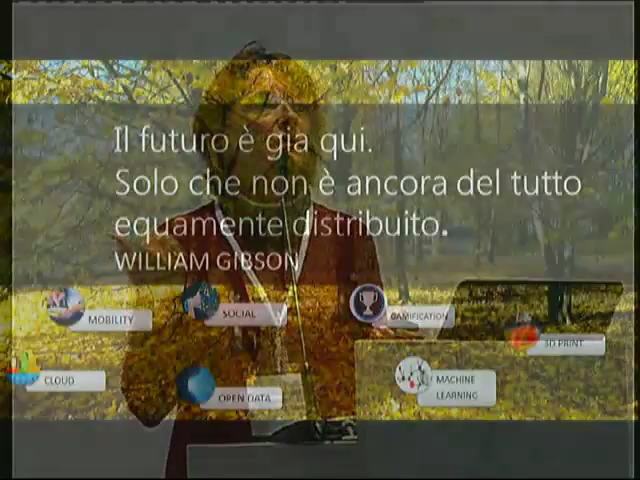 Il futuro è gia qui.
Solo che non è ancora del tutto
equamente distribuito.
WILLIAM GIBSON
MOBILITY
SOCIAL
GAMIFICATION
3D PRINT
CLOUD
OPEN DATA
MACHINE
LEARNING